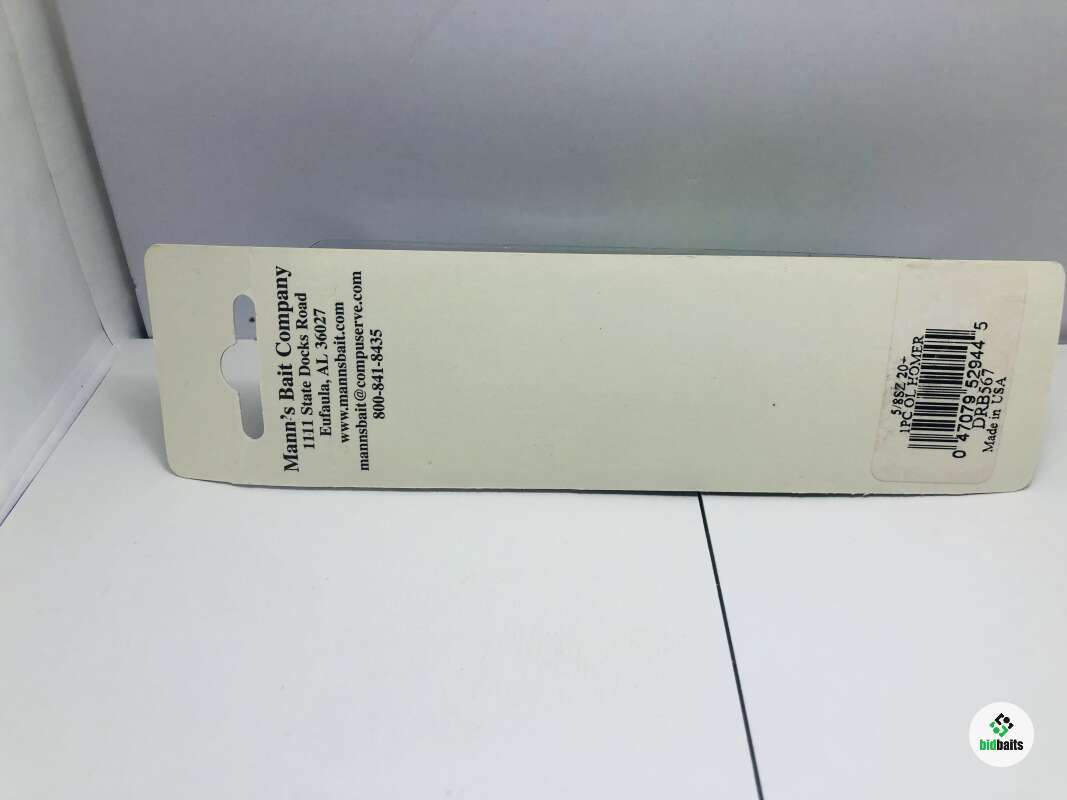 Mann's Bait Company
1111 State Docks Road
Eufaula, AL 36027
www.mannsbait.com
mannsbait@compuserve.com
800-841-8435
5/8SZ 20+
1PC OL HOMER
0 47079 52944 5
DRB567
Made in USA
bidbaits